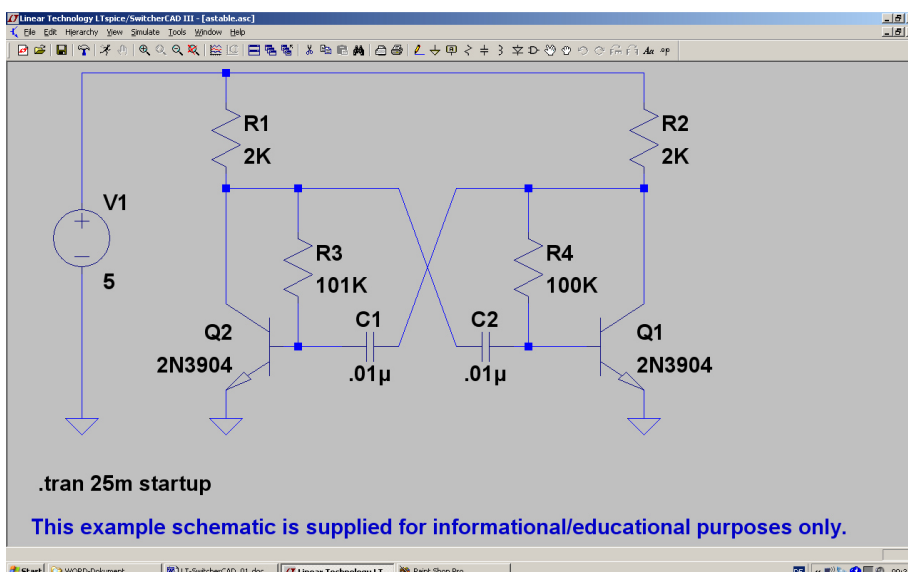 Linear Technology LTspice/SwitcherCAD III - [astable.asc]
File Edit Hierarchy View Simulate Tools Window Help
R1
2K
R2
2K
V1
5
R3
101K
R4
100K
C1
.01µ
C2
.01µ
Q2
2N3904
Q1
2N3904
.tran 25m startup
This example schematic is supplied for informational/educational purposes only.
Start WORD-Dokument LT-SwitcherCAD_01.doc Linear Technology LT... Paint Shop Pro DE